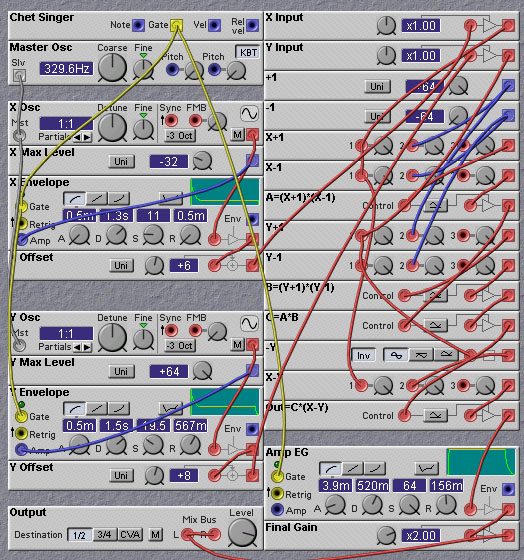 Chet Singer Note Gate Vel Rel vel
Master Osc Coarse Fine Pitch Pitch KBT
Slv 329.6Hz
X Osc Detune Fine Sync FMB
Mst 1:1 Partials -3 Oct M
X Max Level Uni -32
X Envelope
Gate 0.5m 1.3s 11 0.5m Env
Retrig
Amp A D S R
Offset Uni +6
Y Osc Detune Fine Sync FMB
Mst 1:1 Partials -3 Oct M
Y Max Level Uni +64
Y Envelope
Gate 0.5m 1.5s 19.5 567m Env
Retrig
Amp A D S R
Y Offset Uni +8
Output Mix Bus Level
Destination 1/2 3/4 CVA M L R
X Input x1.00
Y Input x1.00
+1 Uni -64
-1 Uni -64
X+1 1 2 3
X-1 1 2 3
A=(X+1)*(X-1) Control
Y+1 1 2 3
Y-1 1 2 3
B=(Y+1)*(Y-1) Control
C=A*B Control
-Y Inv
1 2 3
Out=C*(X-Y) Control
Amp EG
Gate 3.9m 520m 64 156m Env
Retrig
Amp A D S R
Final Gain x2.00